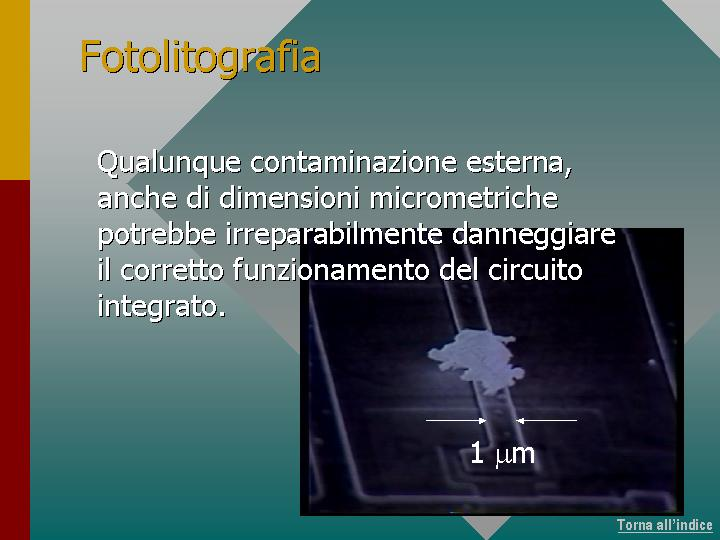 Fotolitografia
Qualunque contaminazione esterna,
anche di dimensioni micrometriche
potrebbe irreparabilmente danneggiare
il corretto funzionamento del circuito
integrato.
1 μm
Torna all'indice